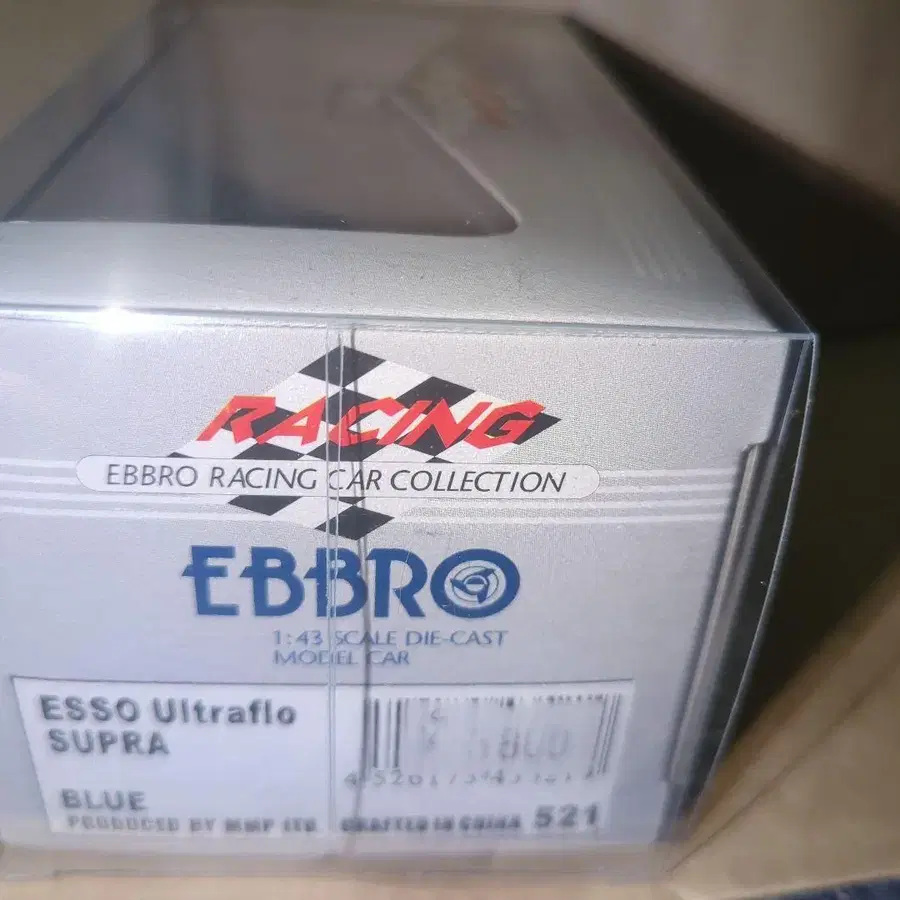 RACING
EBBRO RACING CAR COLLECTION
EBBRO
1:43 SCALE DIE-CAST
MODEL CAR
ESSO Ultraflo
SUPRA
BLUE
PRODUCED BY MMP LTD. CRAFTED IN CHINA 521